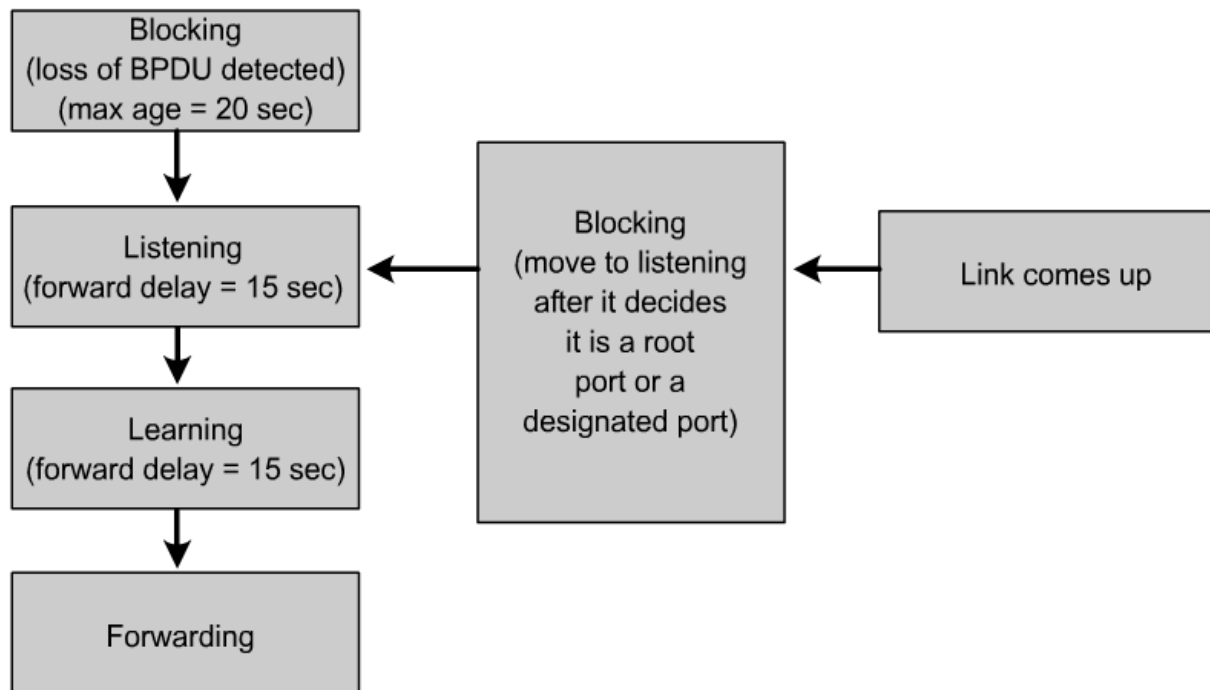 Blocking
(loss of BPDU detected)
(max age = 20 sec)
Listening
(forward delay = 15 sec)
Learning
(forward delay = 15 sec)
Forwarding
Blocking
(move to listening
after it decides
it is a root
port or a
designated port)
Link comes up